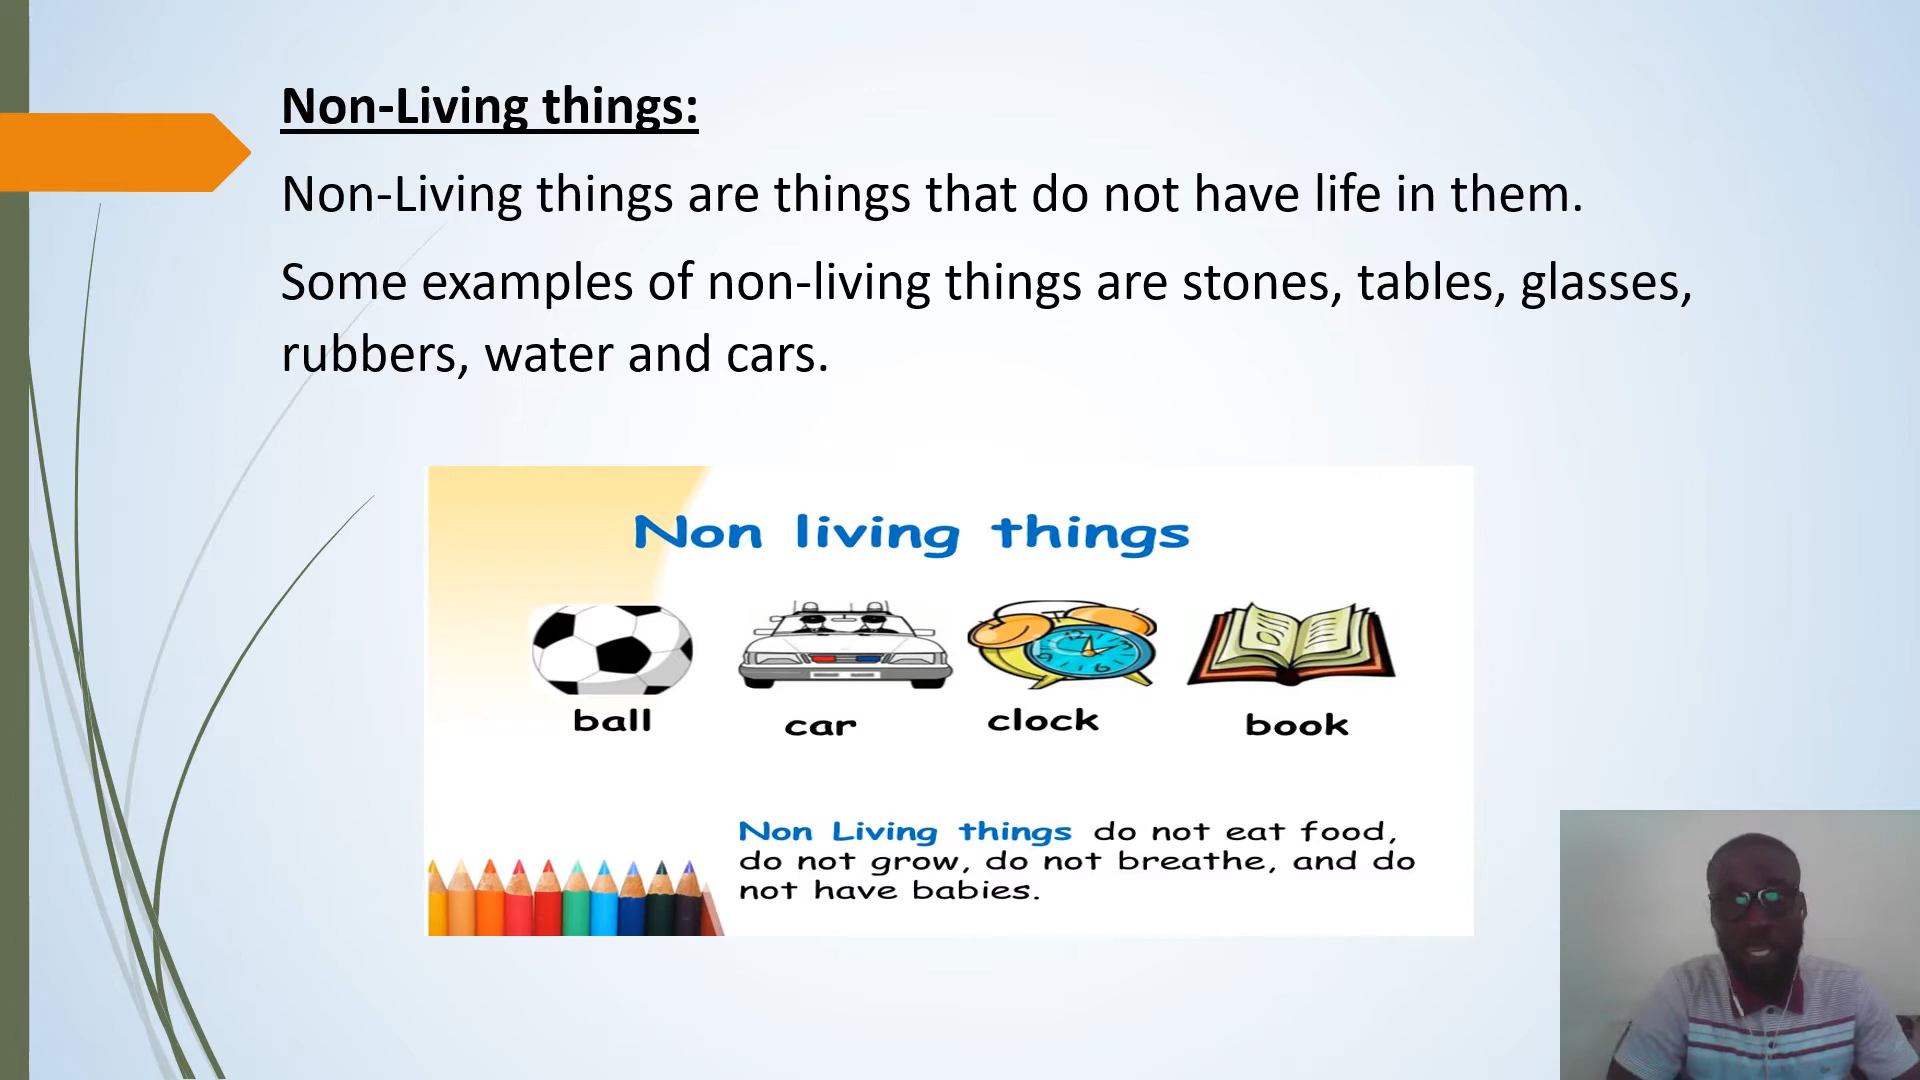 Non-Living things:
Non-Living things are things that do not have life in them.
Some examples of non-living things are stones, tables, glasses,
rubbers, water and cars.
Non living things
ball
car
clock
book
Non Living things do not eat food,
do not grow, do not breathe, and do
not have babies.